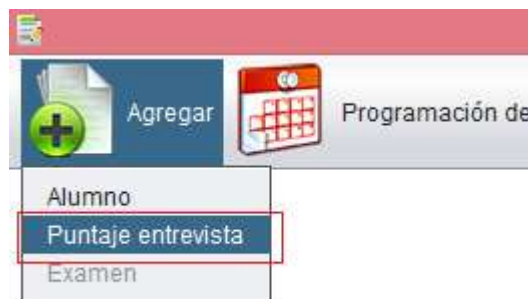 Agregar
Programación de
Alumno
Puntaje entrevista
Examen